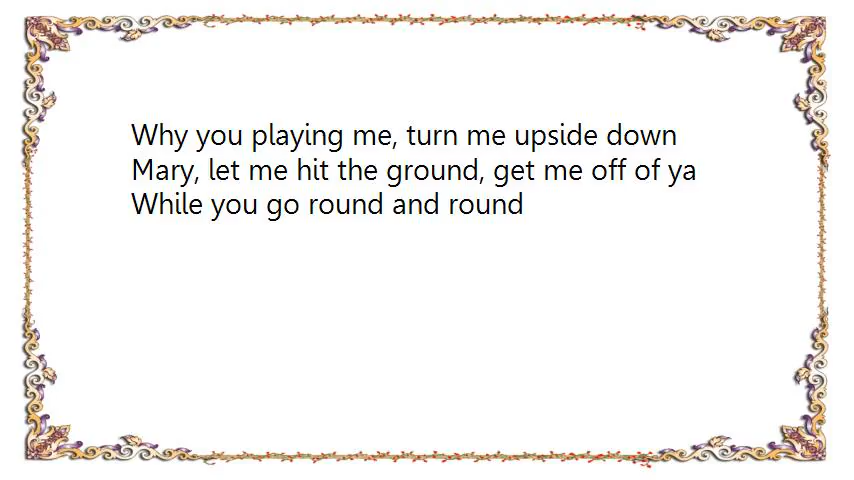 Why you playing me, turn me upside down
Mary, let me hit the ground, get me off of ya
While you go round and round